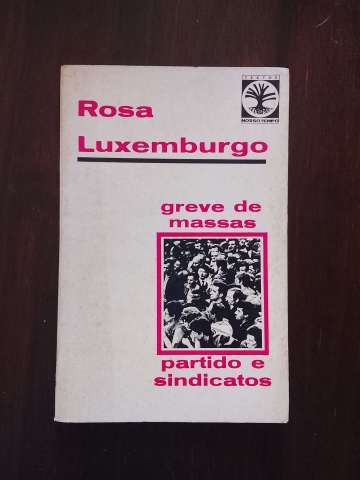 TEXTOS
NOSSO TEMPO
Rosa
Luxemburgo
greve de
massas
partido e
sindicatos